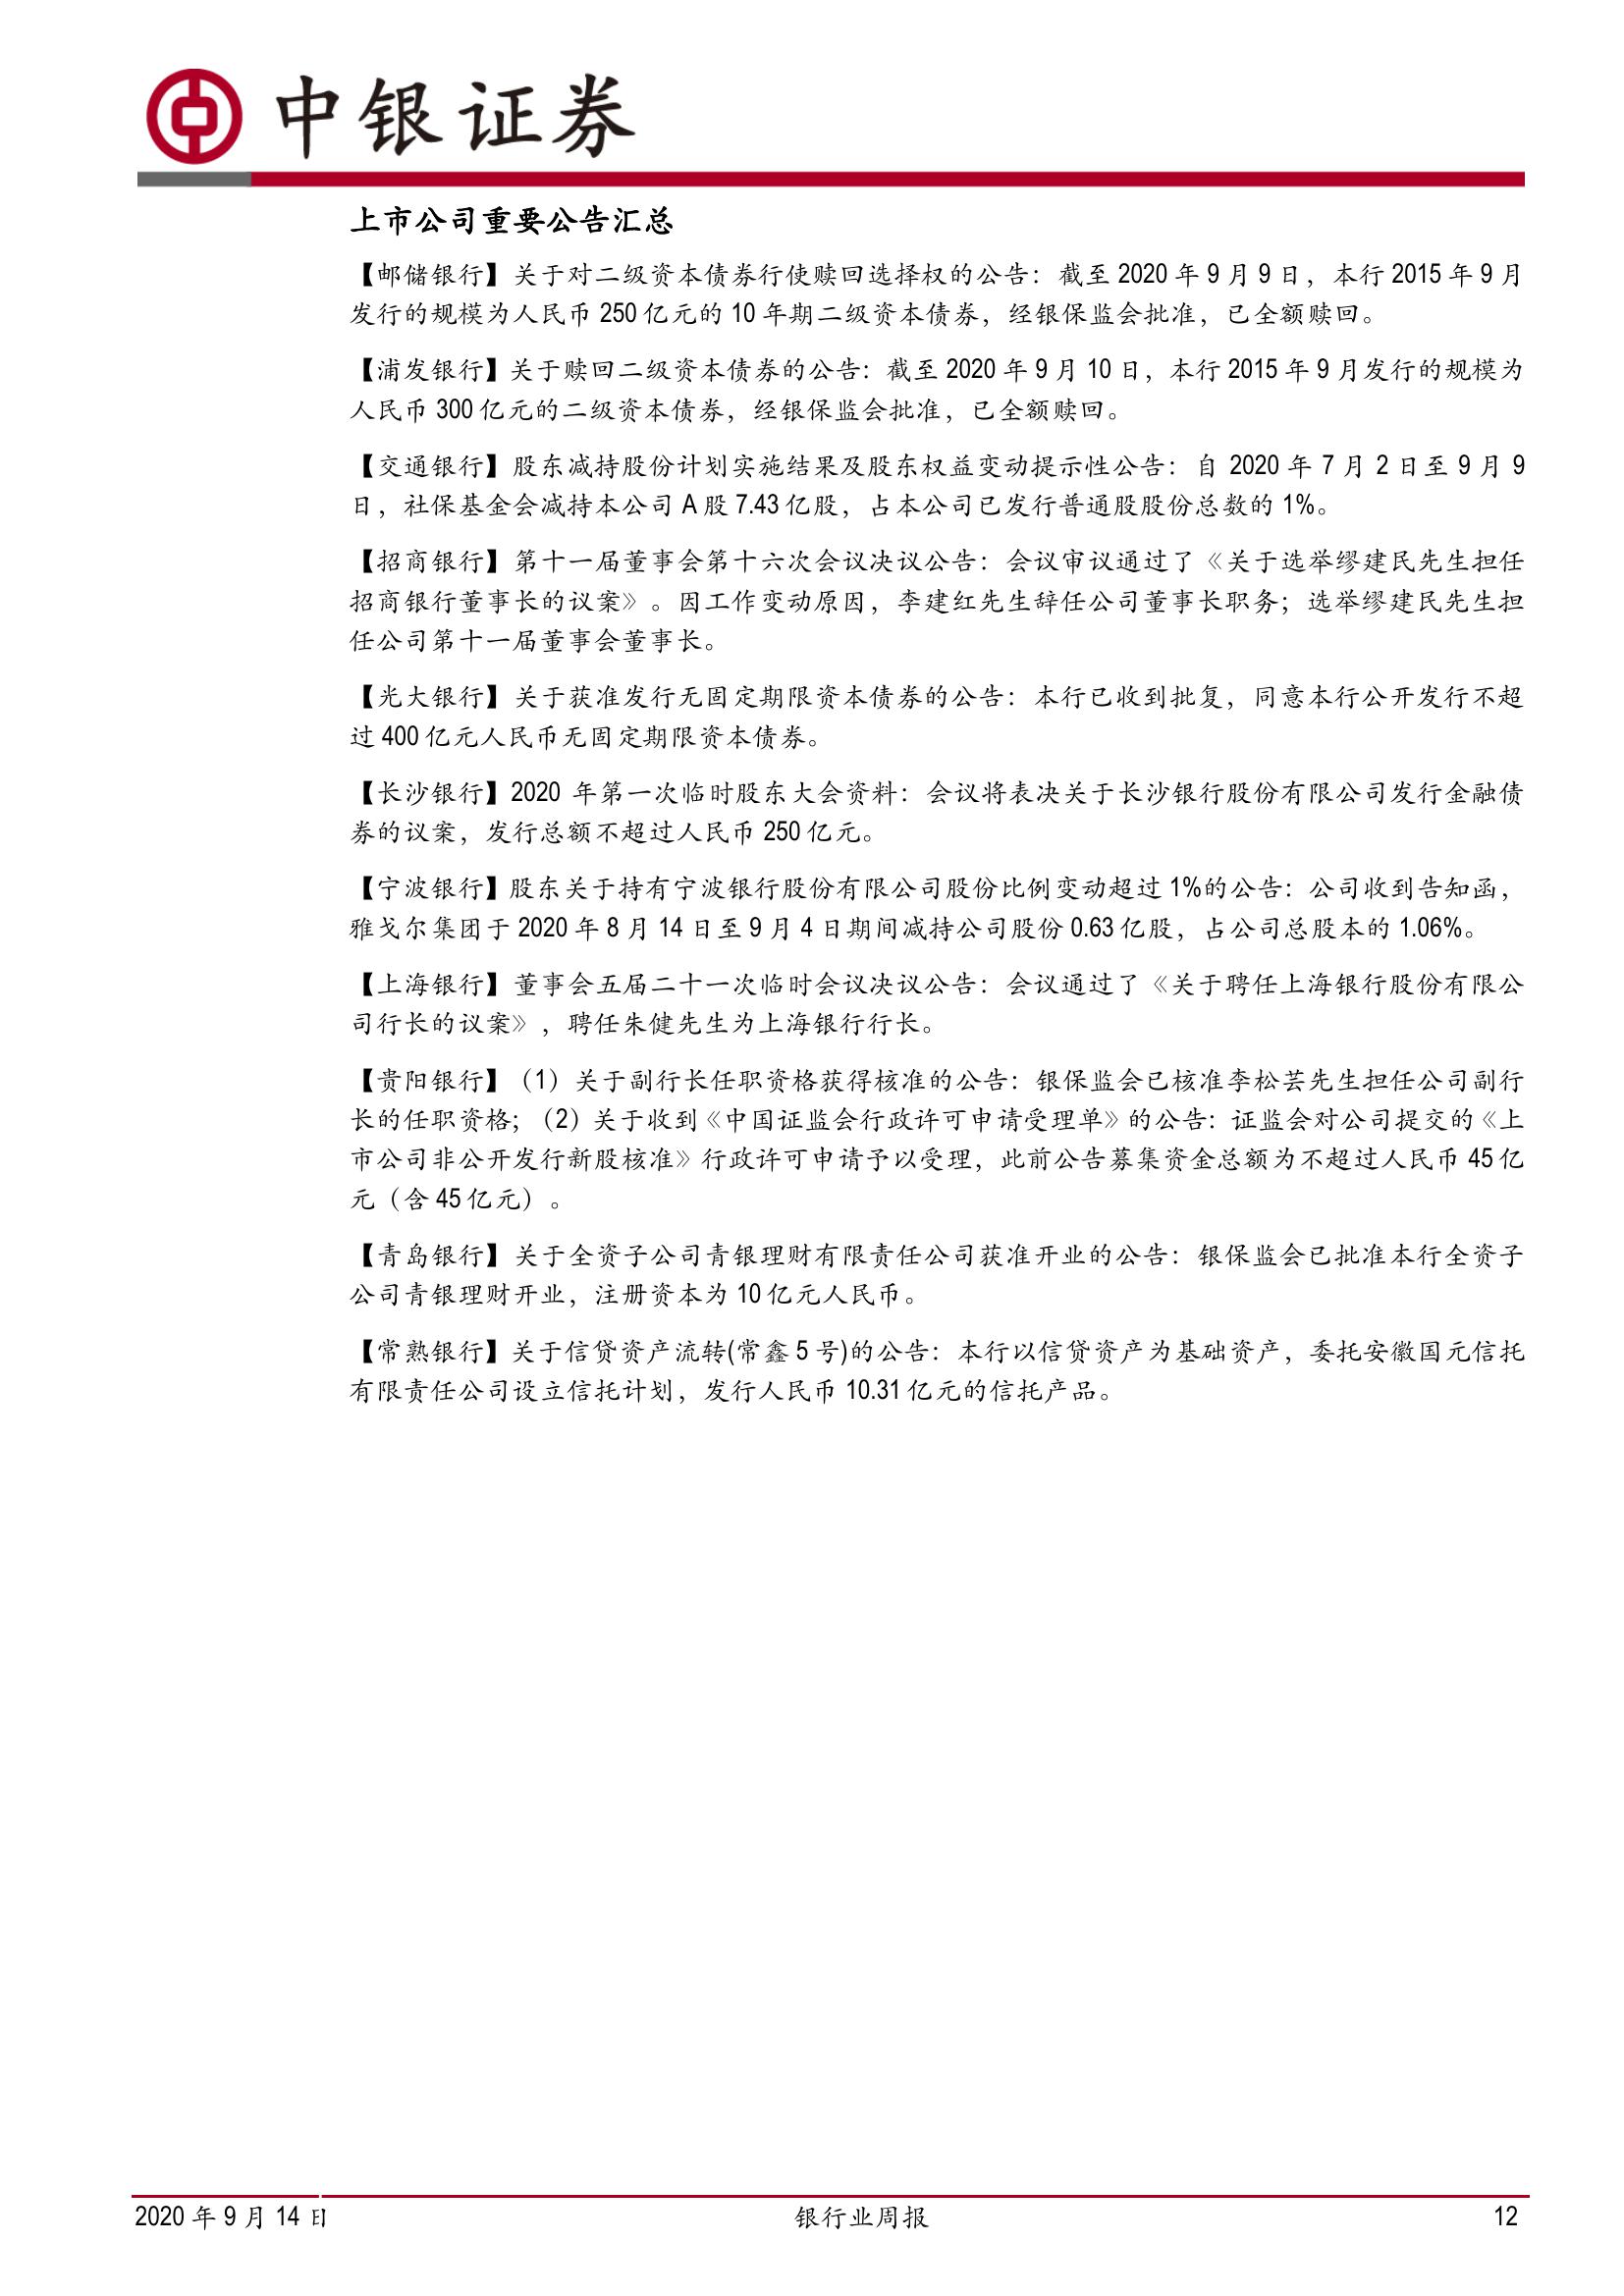 中银证券
上市公司重要公告汇总
【邮储银行】关于对二级资本债券行使赎回选择权的公告：截至 2020 年 9 月 9 日，本行 2015 年 9 月
发行的规模为人民币 250 亿元的 10 年期二级资本债券，经银保监会批准，已全额赎回。
【浦发银行】关于赎回二级资本债券的公告：截至 2020 年 9 月 10 日，本行 2015 年 9 月发行的规模为
人民币 300 亿元的二级资本债券，经银保监会批准，已全额赎回。
【交通银行】股东减持股份计划实施结果及股东权益变动提示性公告：自 2020 年 7 月 2 日至 9 月 9
日，社保基金会减持本公司 A 股 7.43 亿股，占本公司已发行普通股股份总数的 1%。
【招商银行】第十一届董事会第十六次会议决议公告：会议审议通过了《关于选举缪建民先生担任
招商银行董事长的议案》。因工作变动原因，李建红先生辞任公司董事长职务；选举缪建民先生担
任公司第十一届董事会董事长。
【光大银行】关于获准发行无固定期限资本债券的公告：本行已收到批复，同意本行公开发行不超
过 400 亿元人民币无固定期限资本债券。
【长沙银行】2020 年第一次临时股东大会资料：会议将表决关于长沙银行股份有限公司发行金融债
券的议案，发行总额不超过人民币 250 亿元。
【宁波银行】股东关于持有宁波银行股份有限公司股份比例变动超过 1%的公告：公司收到告知函，
雅戈尔集团于 2020 年 8 月 14 日至 9 月 4 日期间减持公司股份 0.63 亿股，占公司总股本的 1.06%。
【上海银行】董事会五届二十一次临时会议决议公告：会议通过了《关于聘任上海银行股份有限公
司行长的议案》，聘任朱健先生为上海银行行长。
【贵阳银行】（1）关于副行长任职资格获得核准的公告：银保监会已核准李松芸先生担任公司副行
长的任职资格；（2）关于收到《中国证监会行政许可申请受理单》的公告：证监会对公司提交的《上
市公司非公开发行新股核准》行政许可申请予以受理，此前公告募集资金总额为不超过人民币 45 亿
元（含 45 亿元）。
【青岛银行】关于全资子公司青银理财有限责任公司获准开业的公告：银保监会已批准本行全资子
公司青银理财开业，注册资本为 10 亿元人民币。
【常熟银行】关于信贷资产流转(常鑫 5 号)的公告：本行以信贷资产为基础资产，委托安徽国元信托
有限责任公司设立信托计划，发行人民币 10.31 亿元的信托产品。
2020 年 9 月 14 日 银行业周报 12